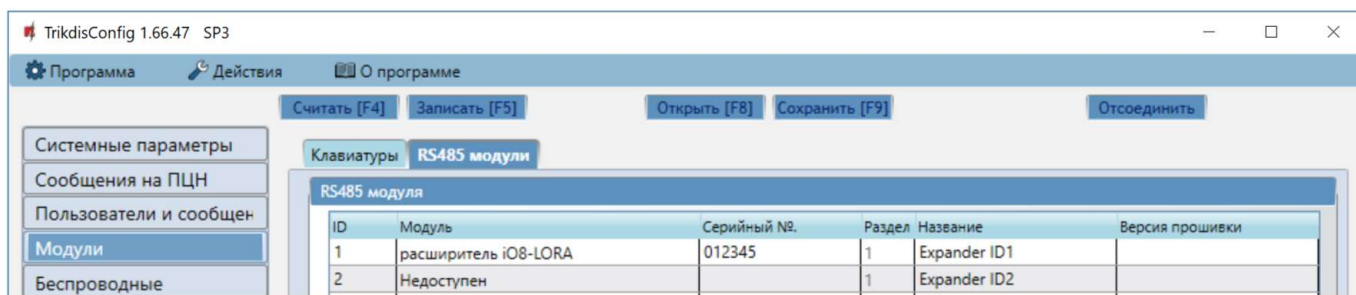 TrikdisConfig 1.66.47 SP3
Программа Действия О программе
Считать [F4] Записать [F5] Открыть [F8] Сохранить [F9] Отсоединить
Системные параметры
Сообщения на ПЦН
Пользователи и сообщен
Модули
Беспроводные
Клавиатуры RS485 модули
RS485 модуля
ID Модуль Серийный №. Раздел Название Версия прошивки
1 расширитель iO8-LORA 012345 1 Expander ID1
2 Недоступен 1 Expander ID2